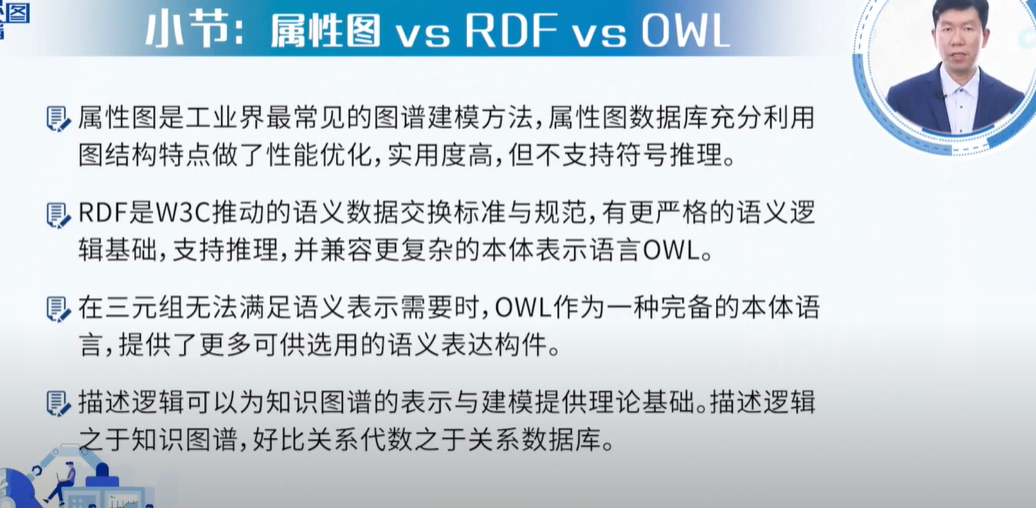 图
小节：属性图 vs RDF vs OWL
属性图是工业界最常见的图谱建模方法，属性图数据库充分利用
图结构特点做了性能优化，实用度高，但不支持符号推理。
RDF是W3C推动的语义数据交换标准与规范，有更严格的语义逻
辑基础，支持推理，并兼容更复杂的本体表示语言OWL。
在三元组无法满足语义表示需要时，OWL作为一种完备的本体语
言，提供了更多可供选用的语义表达构件。
描述逻辑可以为知识图谱的表示与建模提供理论基础。描述逻辑
之于知识图谱，好比关系代数之于关系数据库。